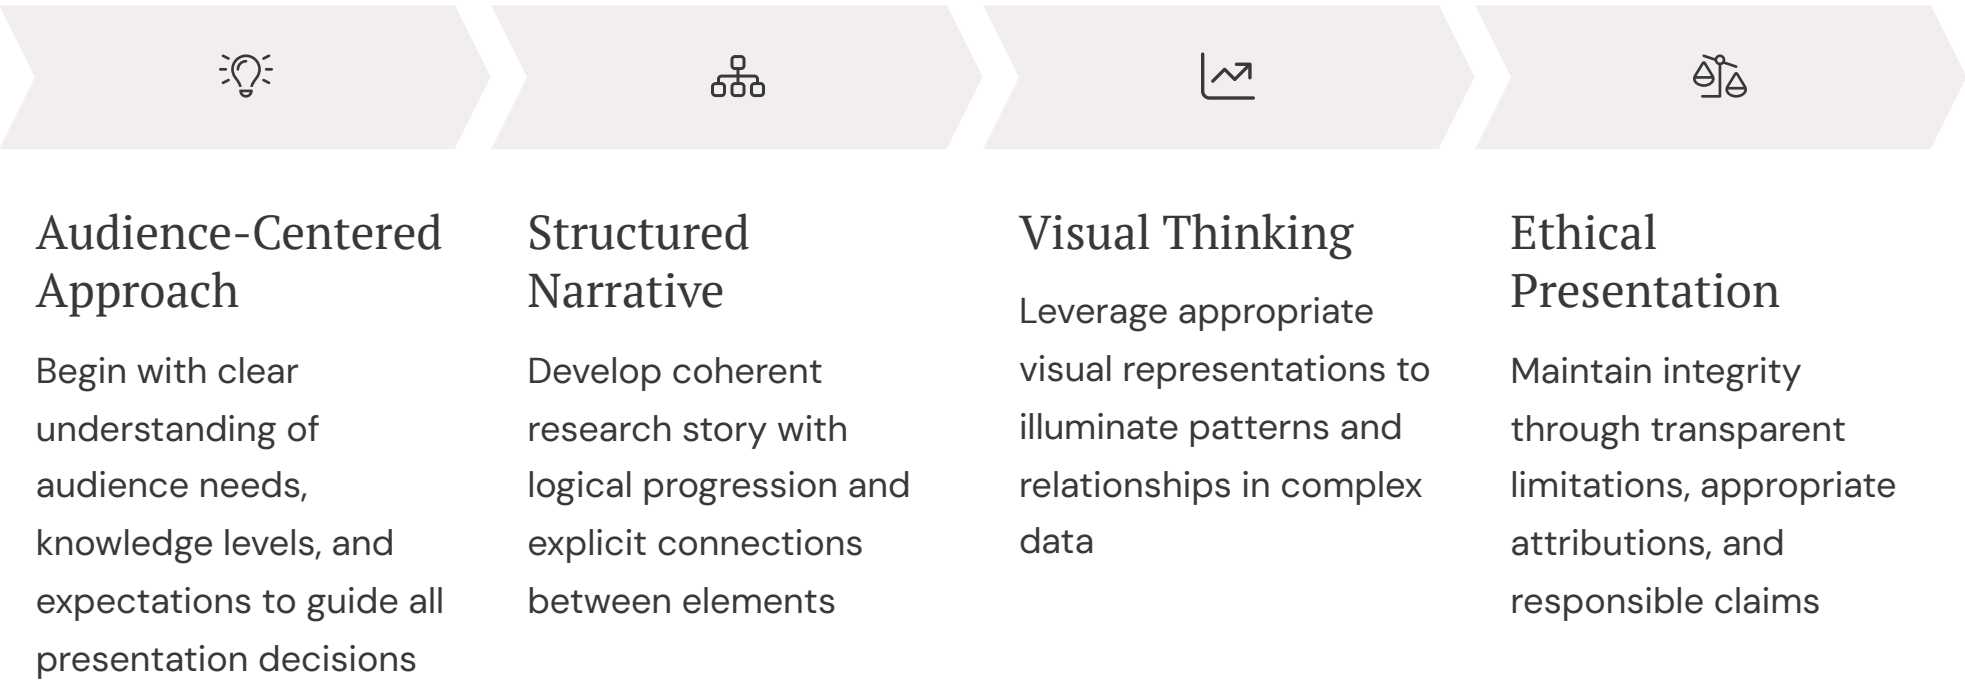 Audience-Centered
Approach
Begin with clear
understanding of
audience needs,
knowledge levels, and
expectations to guide all
presentation decisions
Structured
Narrative
Develop coherent
research story with
logical progression and
explicit connections
between elements
Visual Thinking
Leverage appropriate
visual representations to
illuminate patterns and
relationships in complex
data
Ethical
Presentation
Maintain integrity
through transparent
limitations, appropriate
attributions, and
responsible claims